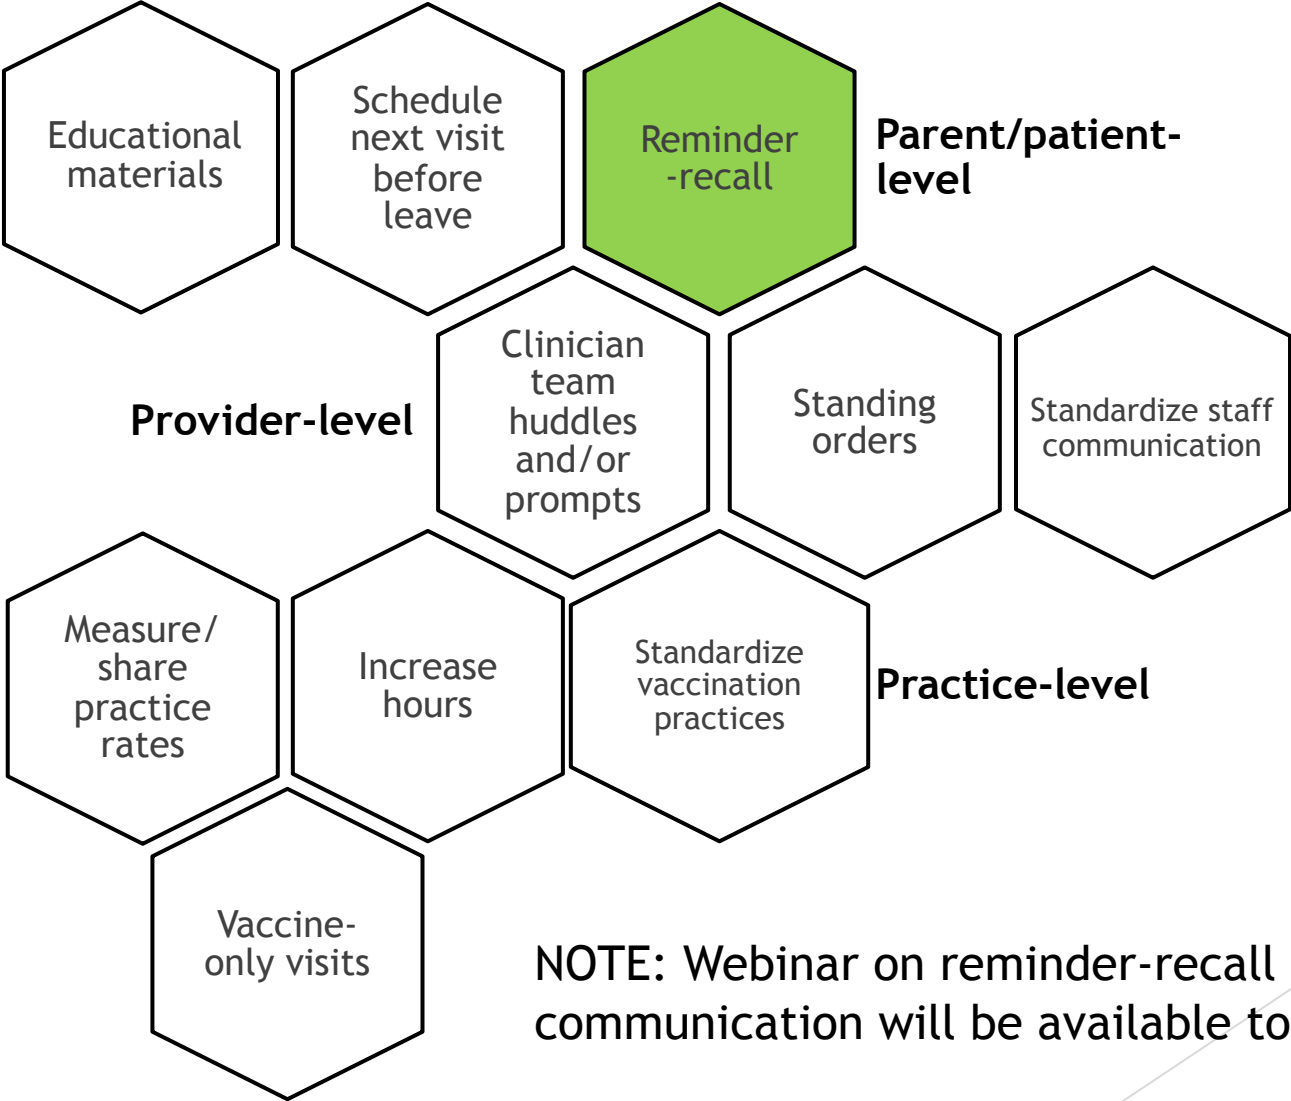 Educational
materials
Schedule
next visit
before
leave
Reminder
-recall
Parent/patient-
level
Provider-level
Clinician
team
huddles
and/or
prompts
Standing
orders
Standardize staff
communication
Measure/
share
practice
rates
Increase
hours
Standardize
vaccination
practices
Practice-level
Vaccine-
only visits
NOTE: Webinar on reminder-recall
communication will be available to